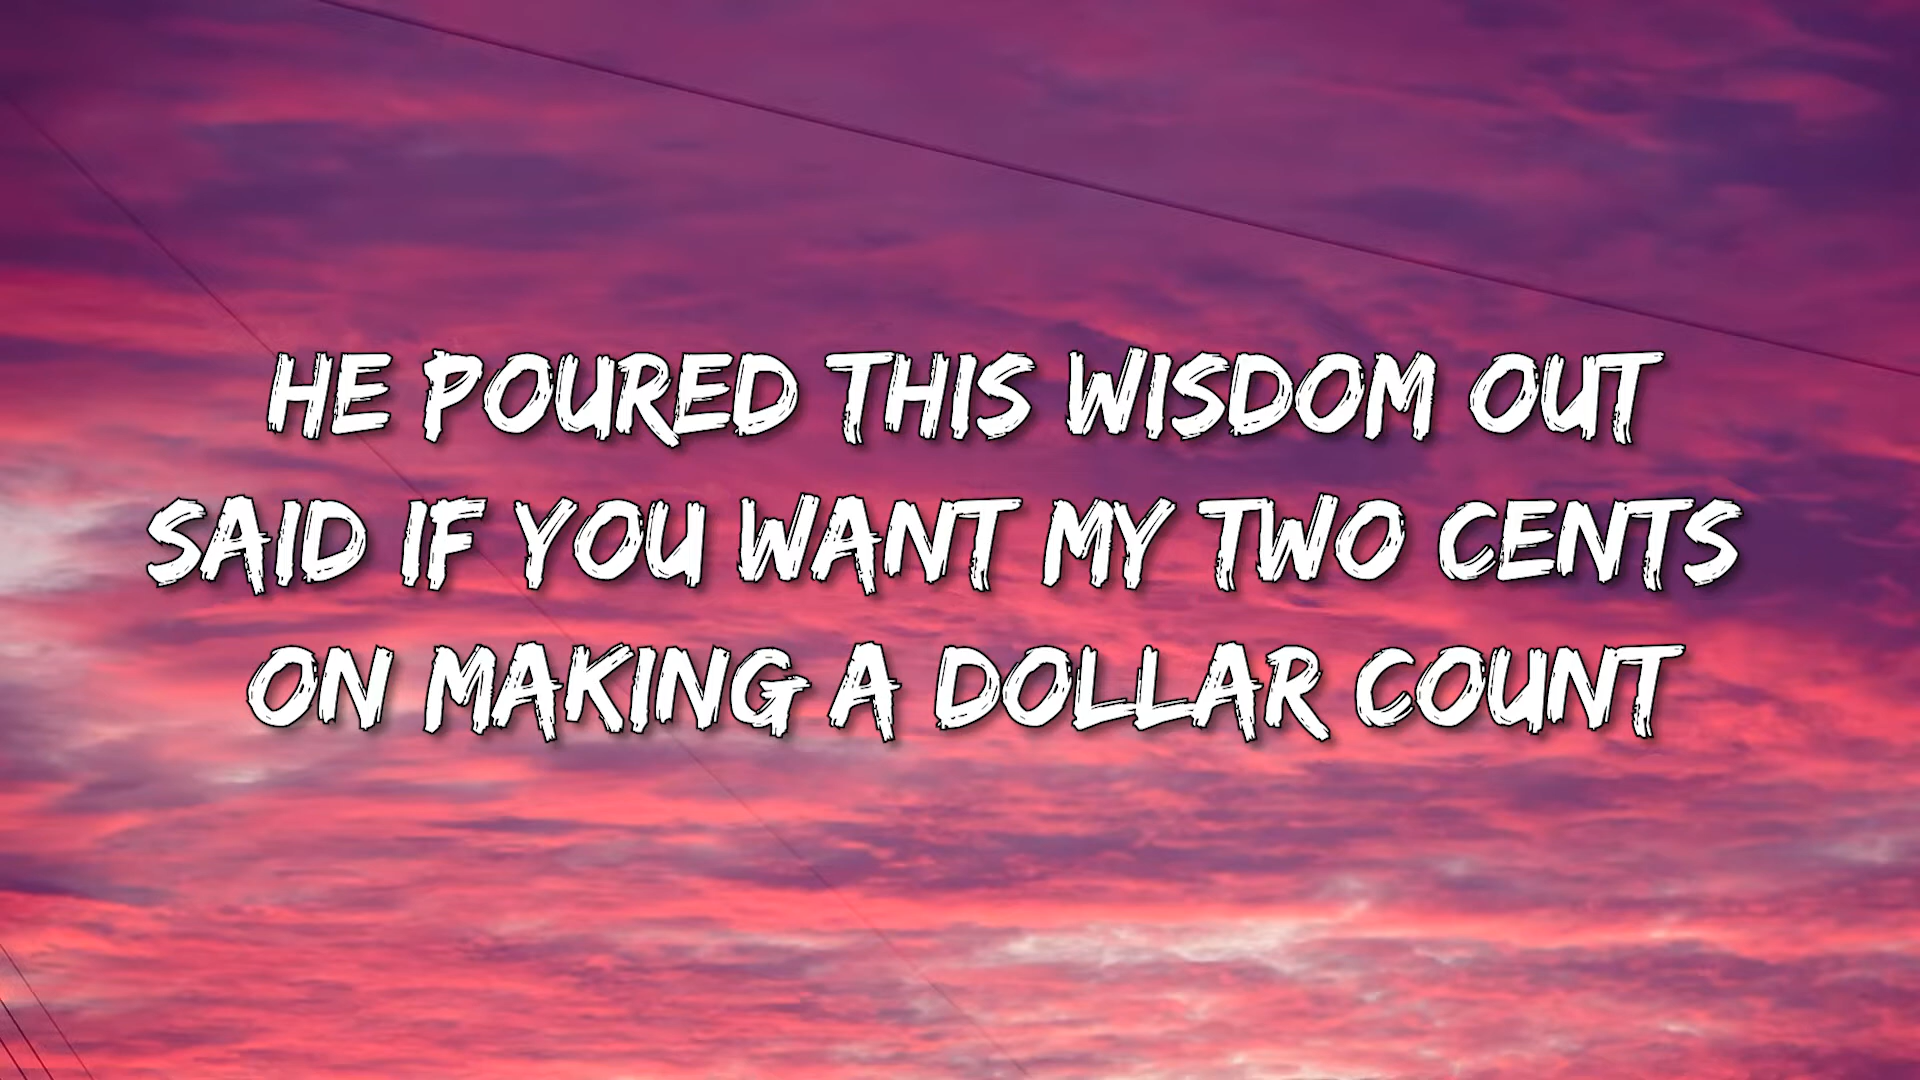 HE POURED THIS WISDOM OUT
SAID IF YOU WANT MY TWO CENTS
ON MAKING A DOLLAR COUNT